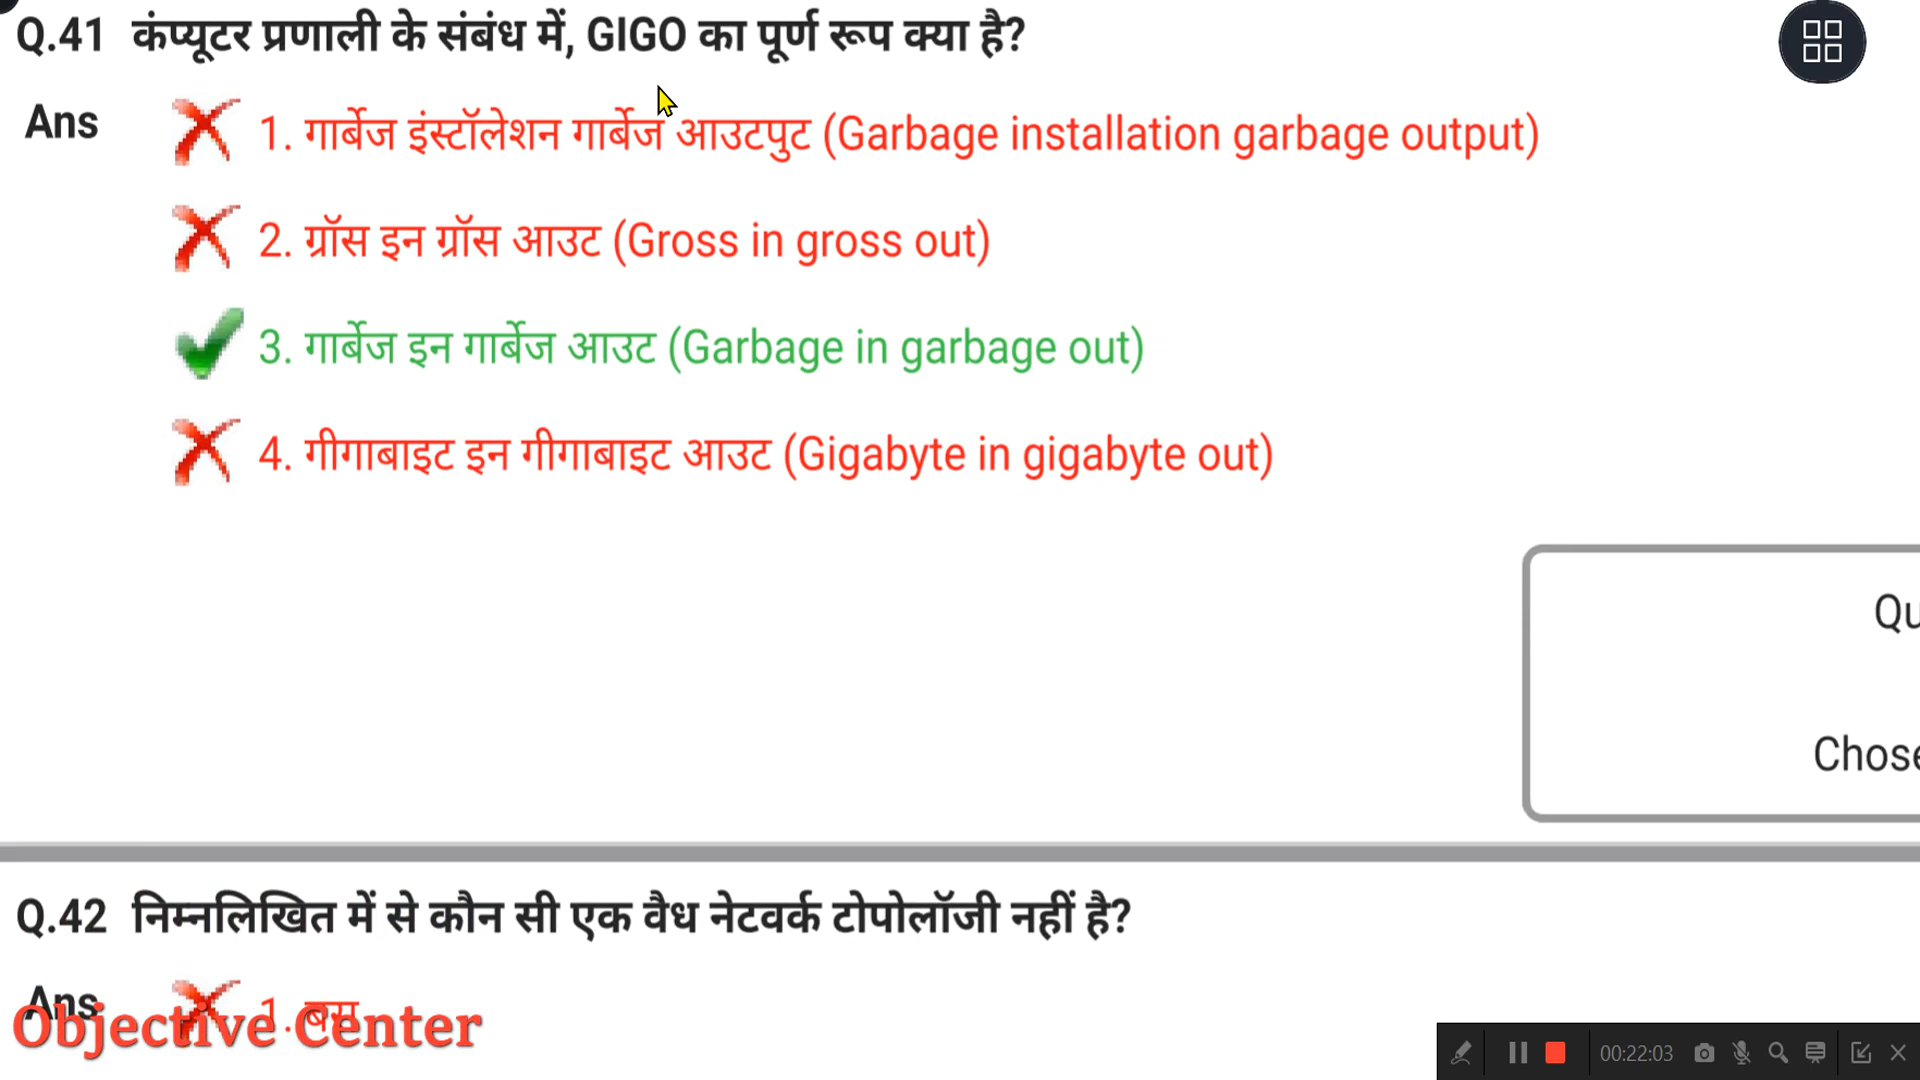 Q.41 कंप्यूटर प्रणाली के संबंध में, GIGO का पूर्ण रूप क्या है?
Ans 1. गार्बेज इंस्टॉलेशन गार्बेज आउटपुट (Garbage installation garbage output)
2. ग्रॉस इन ग्रॉस आउट (Gross in gross out)
3. गार्बेज इन गार्बेज आउट (Garbage in garbage out)
4. गीगाबाइट इन गीगाबाइट आउट (Gigabyte in gigabyte out)
Qu
Chose
Q.42 निम्नलिखित में से कौन सी एक वैध नेटवर्क टोपोलॉजी नहीं है?
Ans 1. बस
Objective Center
00:22:03